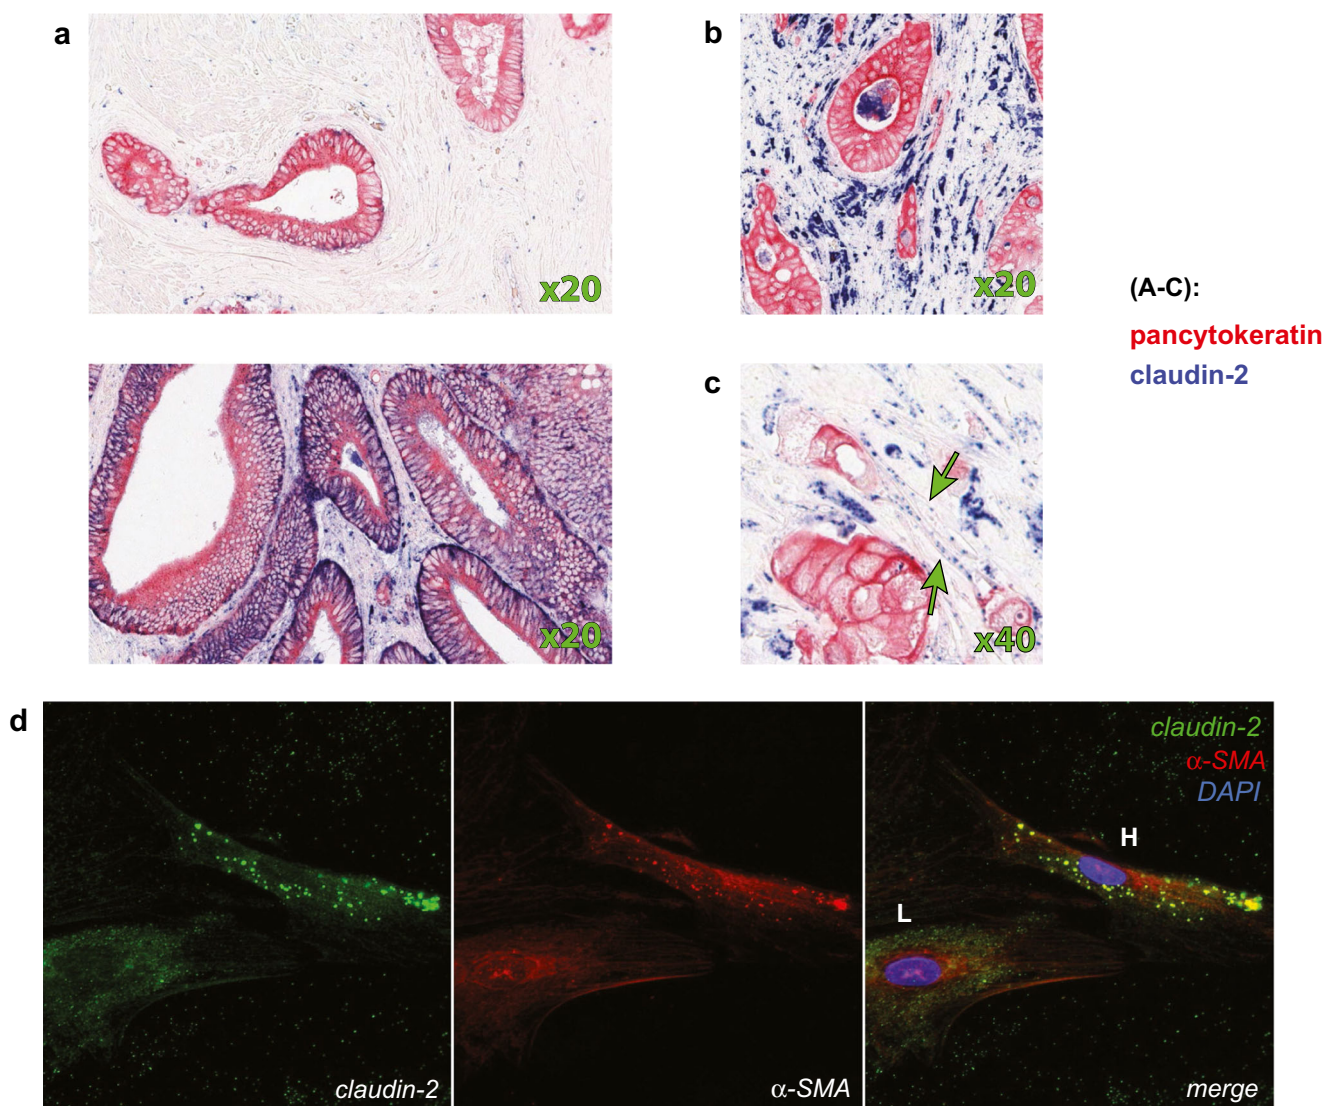 a
x20
b
x20
(A-C):
pancytokeratin
claudin-2
x20
c
x40
d
claudin-2
α-SMA
claudin-2
α-SMA
DAPI
H
L
merge